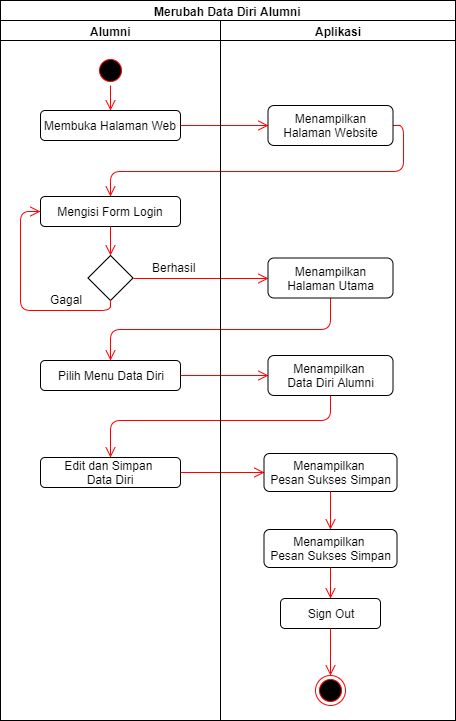 Merubah Data Diri Alumni
Alumni
Aplikasi
Membuka Halaman Web
Menampilkan
Halaman Website
Mengisi Form Login
Berhasil
Gagal
Menampilkan
Halaman Utama
Pilih Menu Data Diri
Menampilkan
Data Diri Alumni
Edit dan Simpan
Data Diri
Menampilkan
Pesan Sukses Simpan
Menampilkan
Pesan Sukses Simpan
Sign Out